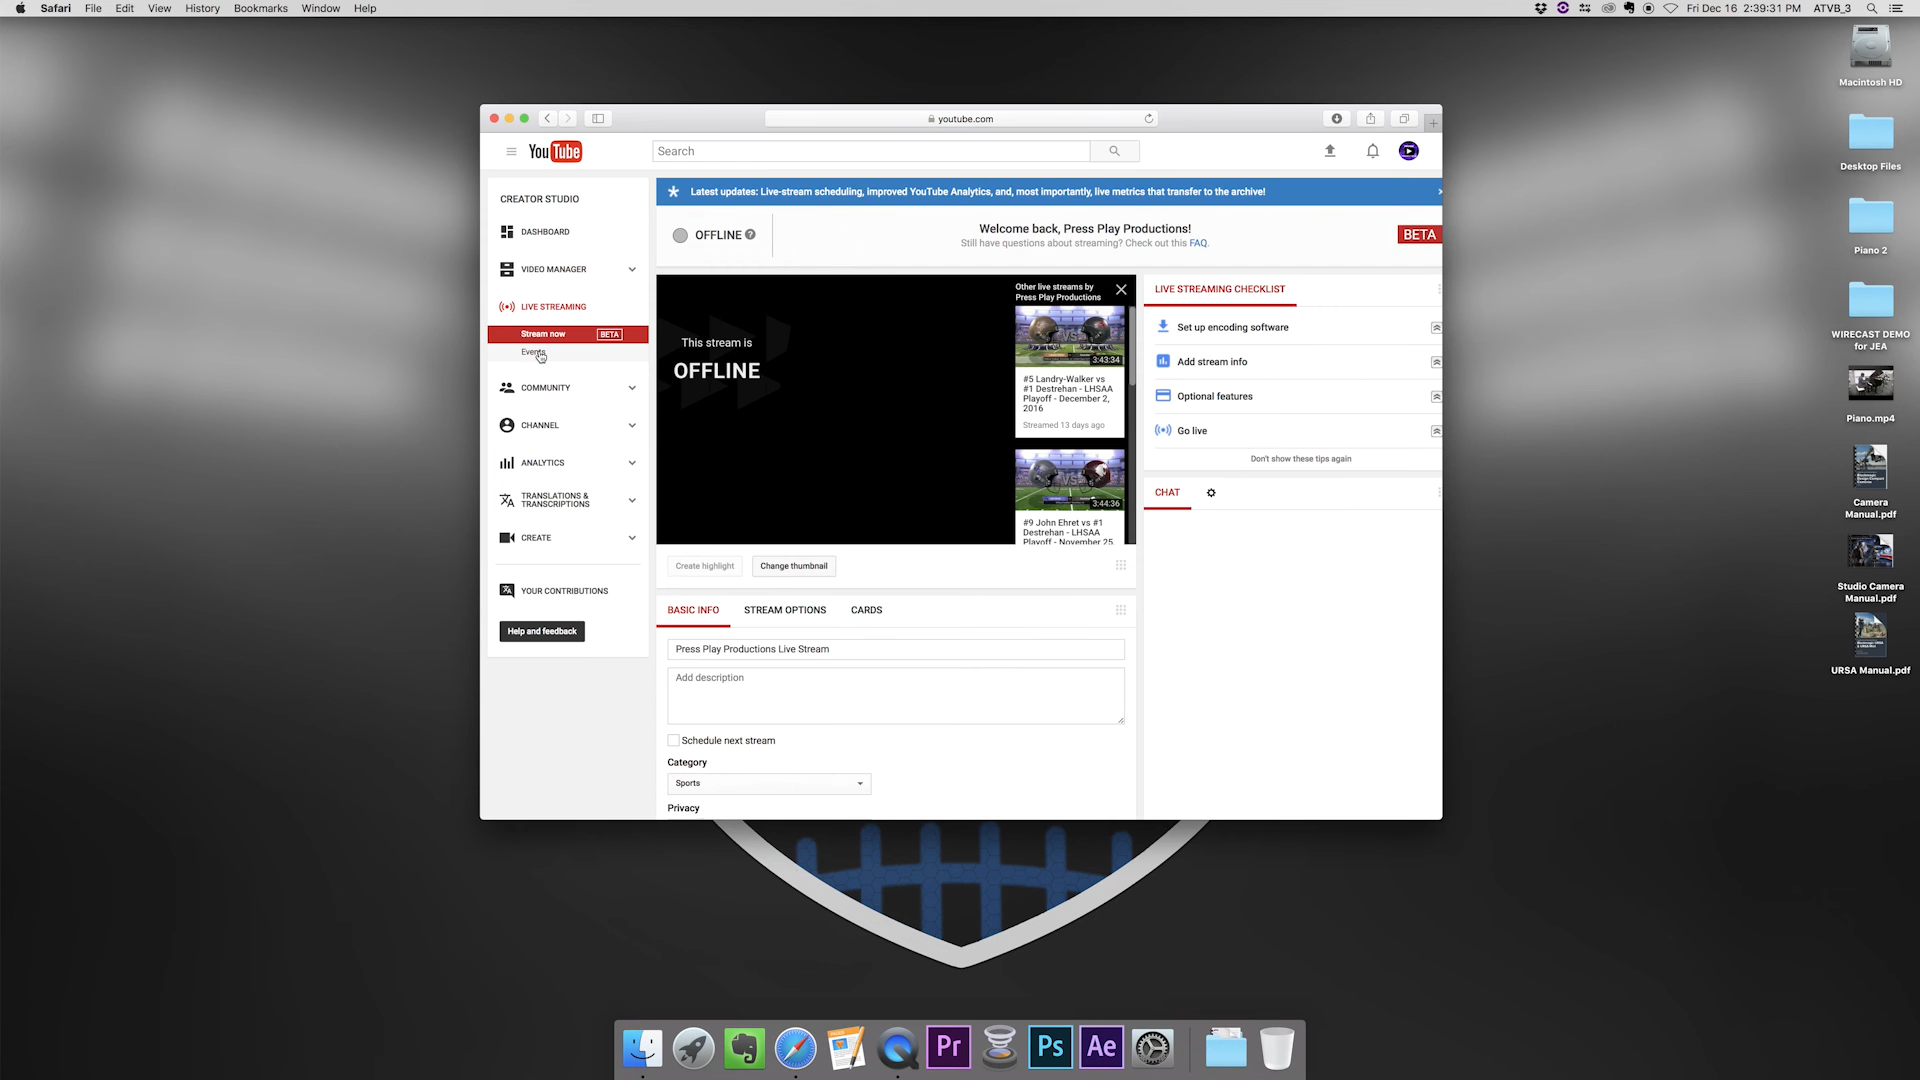 Safari File Edit View History Bookmarks Window Help
Fri Dec 16 2:39:31 PM ATVB_3
Macintosh HD
Desktop Files
Piano 2
WIRECAST DEMO
for JEA
Piano.mp4
Camera
Manual.pdf
Studio Camera
Manual.pdf
URSA Manual.pdf
youtube.com
YouTube
Search
CREATOR STUDIO
DASHBOARD
VIDEO MANAGER
LIVE STREAMING
Stream now BETA
Events
COMMUNITY
CHANNEL
ANALYTICS
TRANSLATIONS &
TRANSCRIPTIONS
CREATE
YOUR CONTRIBUTIONS
Help and feedback
Latest updates: Live-stream scheduling, improved YouTube Analytics, and, most importantly, live metrics that transfer to the archive!
OFFLINE
Welcome back, Press Play Productions!
Still have questions about streaming? Check out this FAQ.
BETA
This stream is
OFFLINE
Other live streams by
Press Play Productions
VS
3:43:34
#5 Landry-Walker vs
#1 Destrehan - LHSAA
Playoff - December 2,
2016
Streamed 13 days ago
VS
3:44:36
#9 John Ehret vs #1
Destrehan - LHSAA
Playoff - November 25,
Create highlight
Change thumbnail
BASIC INFO STREAM OPTIONS CARDS
Press Play Productions Live Stream
Add description
Schedule next stream
Category
Sports
Privacy
LIVE STREAMING CHECKLIST
Set up encoding software
Add stream info
Optional features
Go live
Don't show these tips again
CHAT
Pr
Ps
Ae